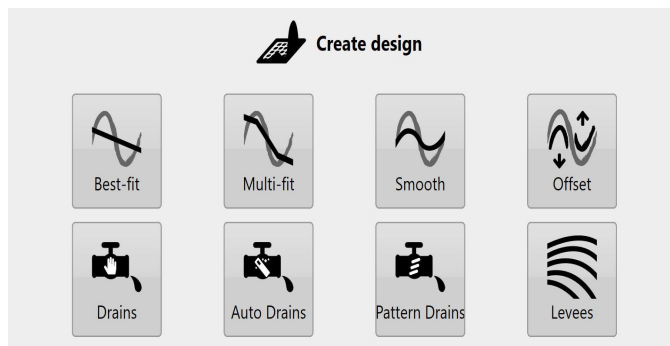 Create design
Best-fit
Multi-fit
Smooth
Offset
Drains
Auto Drains
Pattern Drains
Levees